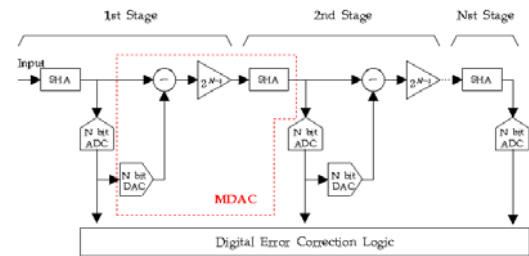 1st Stage
2nd Stage
Nst Stage
Input
SHA
−
2^{N-1}
SHA
−
2^{N-1}
SHA
N bit
ADC
N bit
DAC
N bit
ADC
N bit
DAC
N bit
ADC
MDAC
Digital Error Correction Logic